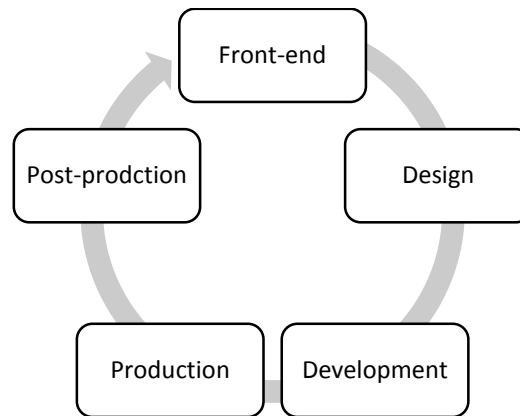 Front-end
Design
Development
Production
Post-prodction